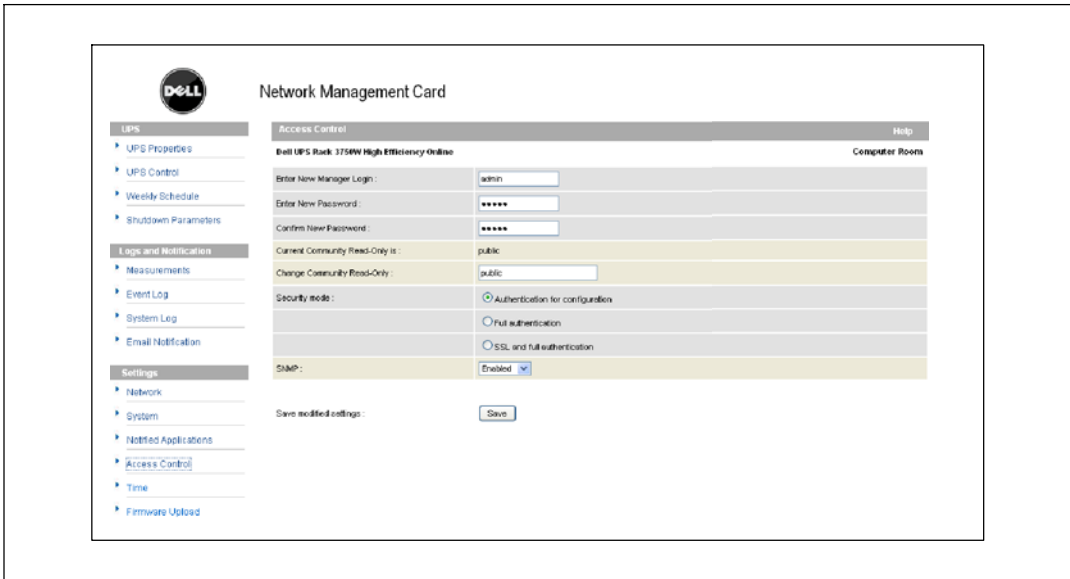 DELL
Network Management Card
UPS
UPS Properties
UPS Control
Weekly Schedule
Shutdown Parameters
Logs and Notification
Measurements
Event Log
System Log
Email Notification
Settings
Network
System
Notified Applications
Access Control
Time
Firmware Upload
Access Control Help
Dell UPS Rack 3750W High Efficiency Online Computer Room
Enter New Manager Login : admin
Enter New Password : •••••
Confirm New Password : •••••
Current Community Read-Only is : public
Change Community Read-Only : public
Security mode : Authentication for configuration
Full authentication
SSL and full authentication
SNMP : Enabled
Save modified settings : Save